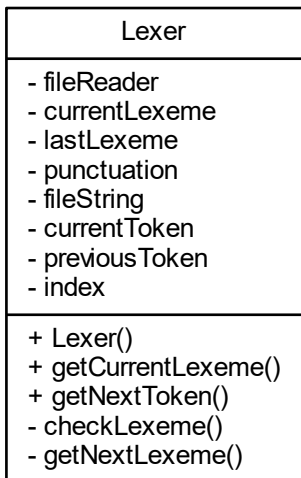 Lexer
- fileReader
- currentLexeme
- lastLexeme
- punctuation
- fileString
- currentToken
- previousToken
- index
+ Lexer()
+ getCurrentLexeme()
+ getNextToken()
- checkLexeme()
- getNextLexeme()